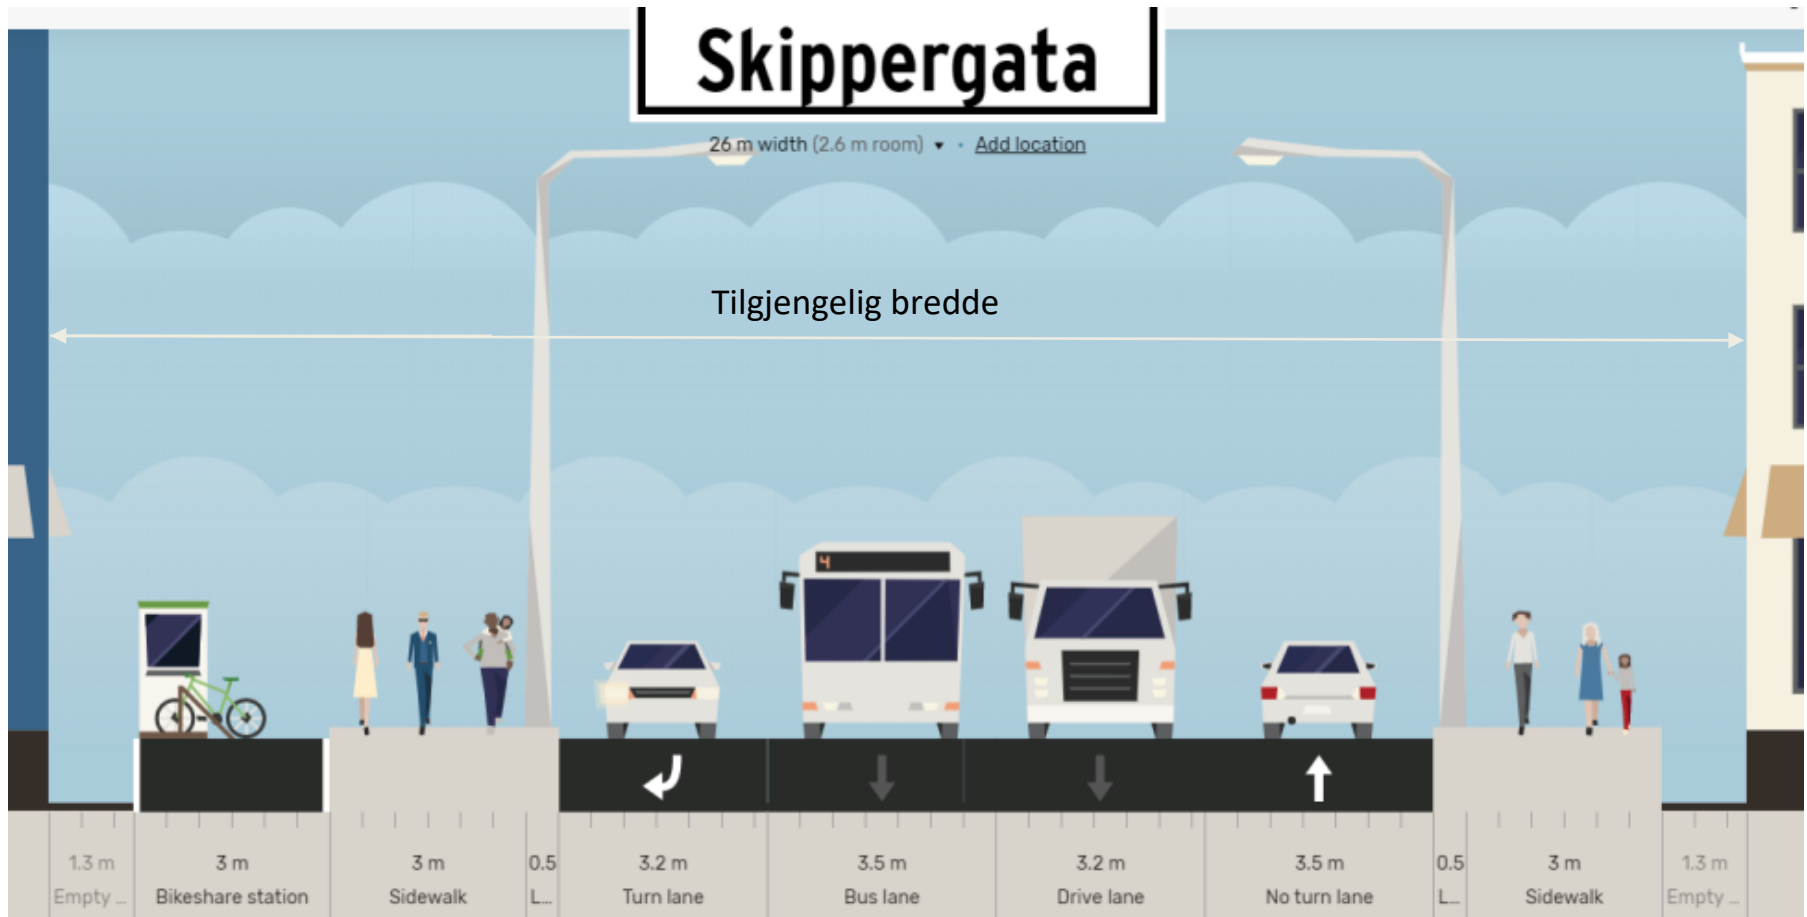 Skippergata
26 m width (2.6 m room) ▾ · Add location
Tilgjengelig bredde
4
1.3 m
Empty ...
3 m
Bikeshare station
3 m
Sidewalk
0.5
L...
3.2 m
Turn lane
3.5 m
Bus lane
3.2 m
Drive lane
3.5 m
No turn lane
0.5
L...
3 m
Sidewalk
1.3 m
Empty ...